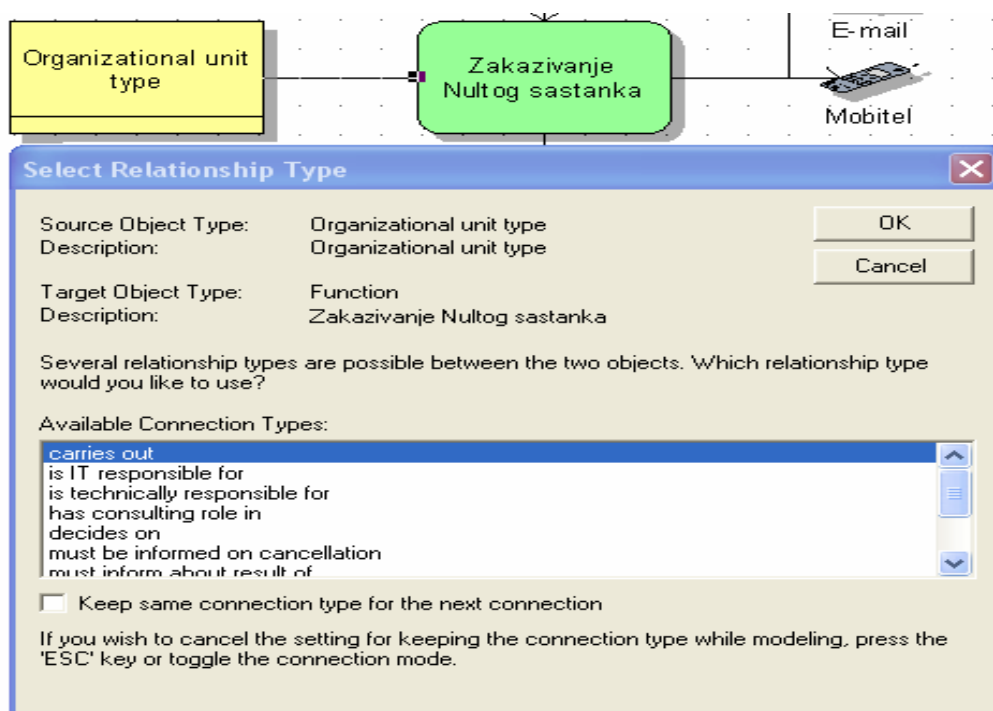 E-mail
Organizational unit
type
Zakazivanje
Nultog sastanka
Mobitel
Select Relationship Type
Source Object Type: Organizational unit type
Description: Organizational unit type
OK
Cancel
Target Object Type: Function
Description: Zakazivanje Nultog sastanka
Several relationship types are possible between the two objects. Which relationship type
would you like to use?
Available Connection Types:
carries out
is IT responsible for
is technically responsible for
has consulting role in
decides on
must be informed on cancellation
must inform about result of
Keep same connection type for the next connection
If you wish to cancel the setting for keeping the connection type while modeling, press the
'ESC' key or toggle the connection mode.